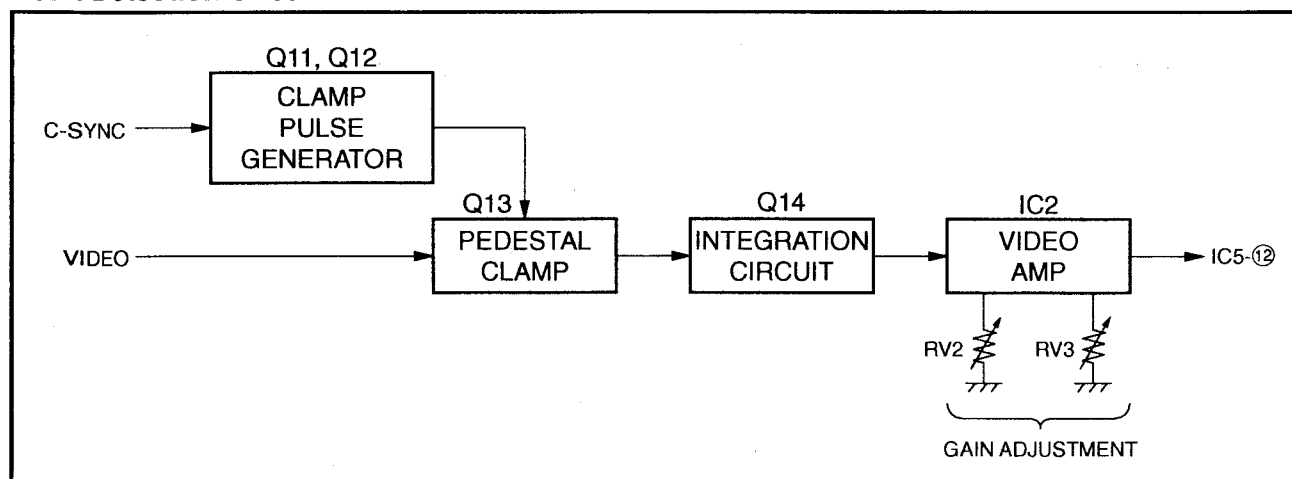 Q11, Q12
CLAMP
PULSE
GENERATOR
C-SYNC
Q13
PEDESTAL
CLAMP
VIDEO
Q14
INTEGRATION
CIRCUIT
IC2
VIDEO
AMP
IC5-⑫
RV2
RV3
GAIN ADJUSTMENT